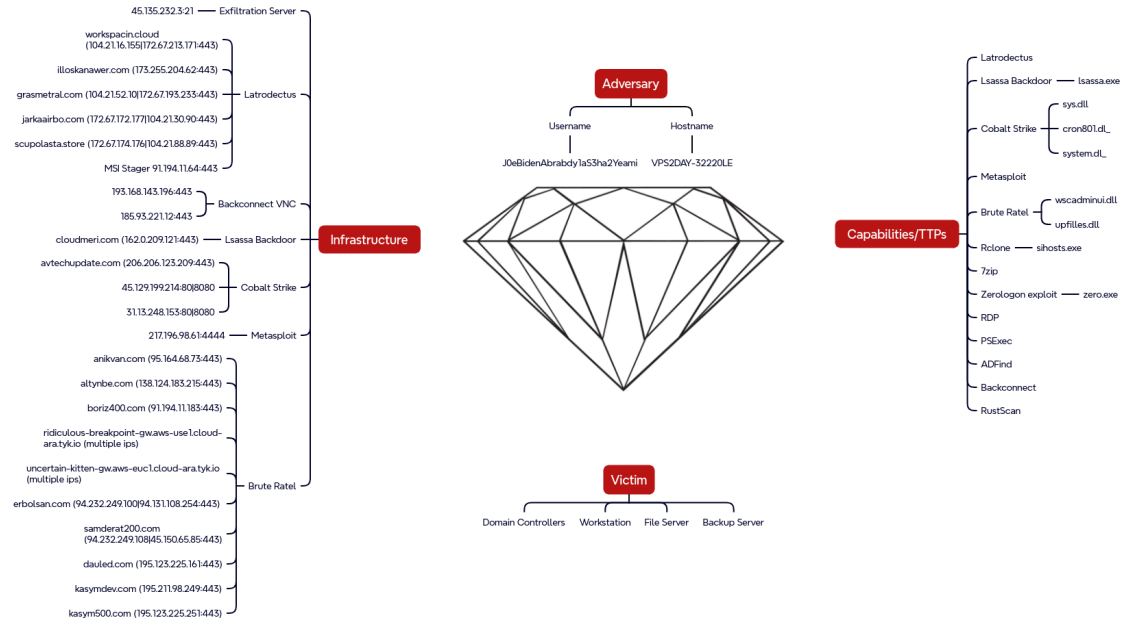 45.135.232.3:21
Exfiltration Server
workspacin.cloud
(104.21.16.155|172.67.213.171:443)
illoskanawer.com (173.255.204.62:443)
grasmetral.com (104.21.52.10|172.67.193.233:443)
Latrodectus
jarkaairbo.com (172.67.172.177|104.21.30.90:443)
scupolasta.store (172.67.174.176|104.21.88.89:443)
MSI Stager 91.194.11.64:443
193.168.143.196:443
Backconnect VNC
185.93.221.12:443
Infrastructure
cloudmeri.com (162.0.209.121:443)
Lsassa Backdoor
avtechupdate.com (206.206.123.209:443)
45.129.199.214:80|8080
Cobalt Strike
31.13.248.153:80|8080
217.196.98.61:4444
Metasploit
anikvan.com (95.164.68.73:443)
altynbe.com (138.124.183.215:443)
boriz400.com (91.194.11.183:443)
ridiculous-breakpoint-gw.aws-use1.cloud-
ara.tyk.io (multiple ips)
uncertain-kitten-gw.aws-euc1.cloud-ara.tyk.io
(multiple ips)
Brute Ratel
erbolsan.com (94.232.249.100|94.131.108.254:443)
samderat200.com
(94.232.249.108|45.150.65.85:443)
dauled.com (195.123.225.161:443)
kasymdev.com (195.211.98.249:443)
kasym500.com (195.123.225.251:443)
Adversary
Username
Hostname
J0eBidenAbrabdy1aS3ha2Yeami
VPS2DAY-32220LE
Victim
Domain Controllers
Workstation
File Server
Backup Server
Capabilities/TTPs
Latrodectus
Lsassa Backdoor
lsassa.exe
sys.dll
Cobalt Strike
cron801.dl_
system.dl_
Metasploit
wscadminui.dll
Brute Ratel
upfilles.dll
Rclone
sihosts.exe
7zip
Zerologon exploit
zero.exe
RDP
PSExec
ADFind
Backconnect
RustScan